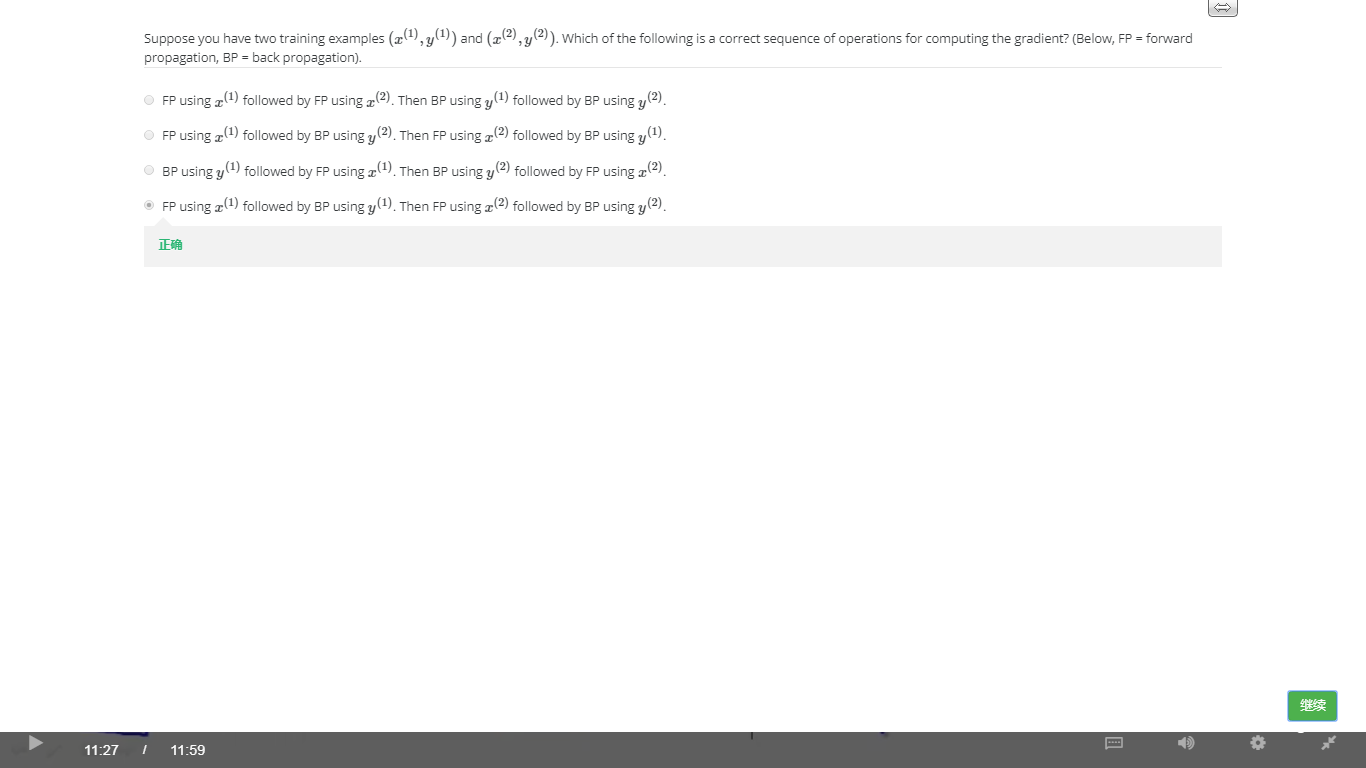 Suppose you have two training examples (x^(1), y^(1)) and (x^(2), y^(2)). Which of the following is a correct sequence of operations for computing the gradient? (Below, FP = forward
propagation, BP = back propagation).
FP using x^(1) followed by FP using x^(2). Then BP using y^(1) followed by BP using y^(2).
FP using x^(1) followed by BP using y^(2). Then FP using x^(2) followed by BP using y^(1).
BP using y^(1) followed by FP using x^(1). Then BP using y^(2) followed by FP using x^(2).
FP using x^(1) followed by BP using y^(1). Then FP using x^(2) followed by BP using y^(2).
正确
继续
11:27 / 11:59